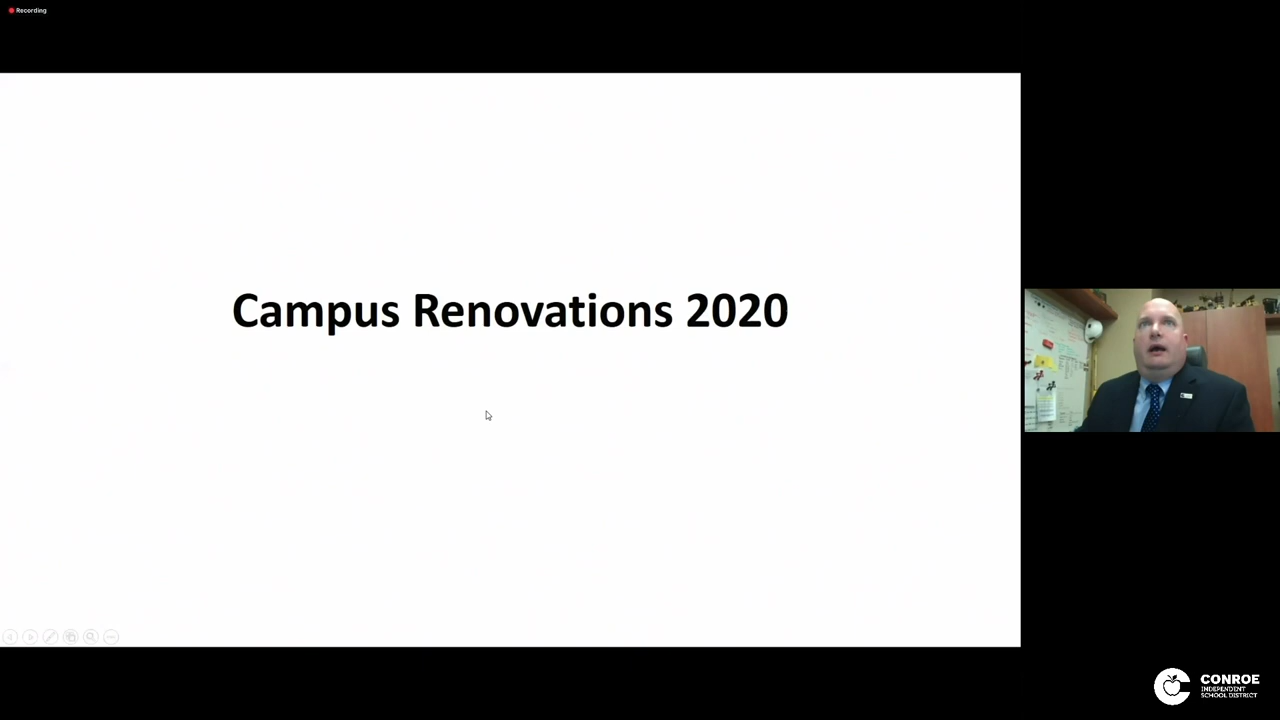 Recording
Campus Renovations 2020
CONROE
INDEPENDENT
SCHOOL DISTRICT